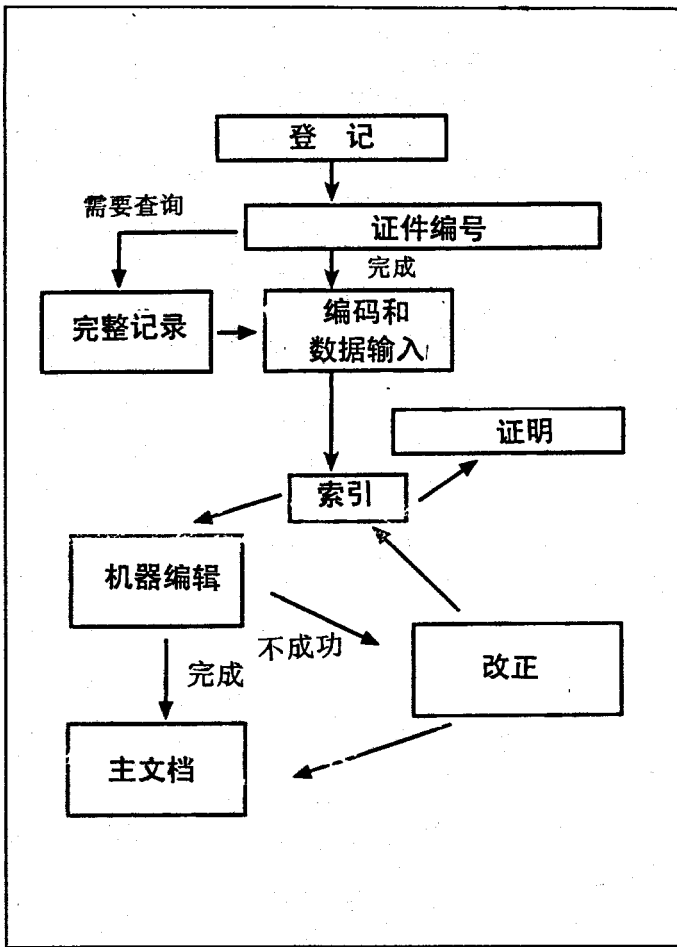 登 记
需要查询
证件编号
完成
完整记录
编码和
数据输入
证明
索引
机器编辑
不成功
完成
改正
主文档